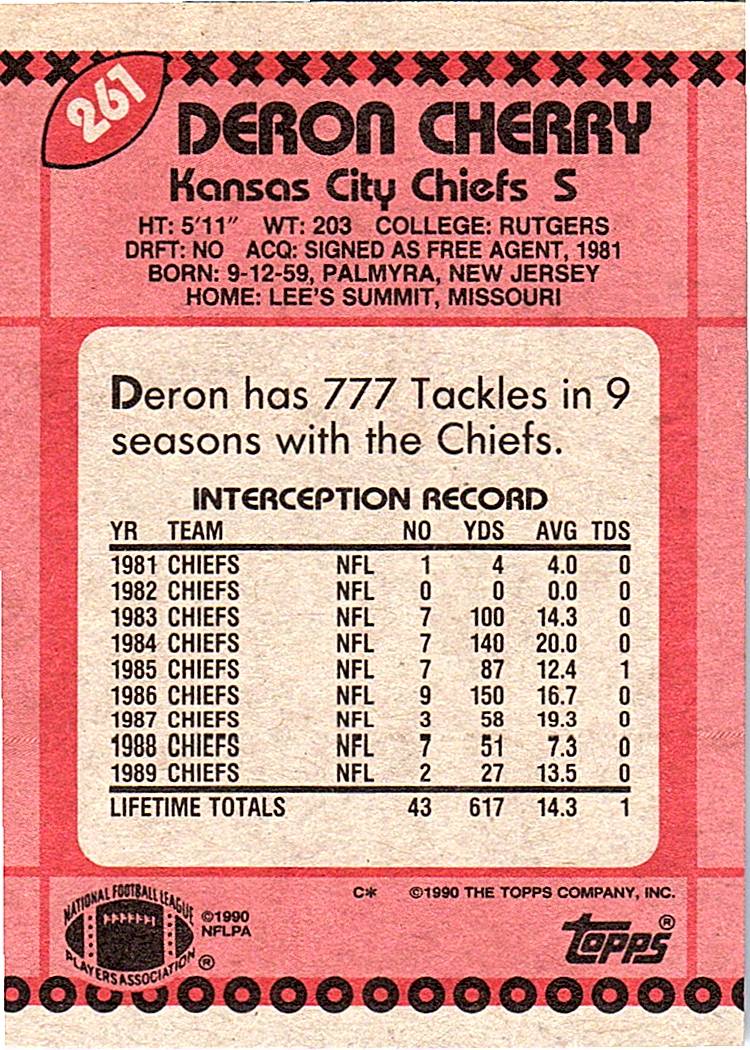 261
DERON CHERRY
Kansas City Chiefs S
HT: 5'11" WT: 203 COLLEGE: RUTGERS
DRFT: NO ACQ: SIGNED AS FREE AGENT, 1981
BORN: 9-12-59, PALMYRA, NEW JERSEY
HOME: LEE'S SUMMIT, MISSOURI
Deron has 777 Tackles in 9
seasons with the Chiefs.
INTERCEPTION RECORD
YR TEAM NO YDS AVG TDS
1981 CHIEFS NFL 1 4 4.0 0
1982 CHIEFS NFL 0 0 0.0 0
1983 CHIEFS NFL 7 100 14.3 0
1984 CHIEFS NFL 7 140 20.0 0
1985 CHIEFS NFL 7 87 12.4 1
1986 CHIEFS NFL 9 150 16.7 0
1987 CHIEFS NFL 3 58 19.3 0
1988 CHIEFS NFL 7 51 7.3 0
1989 CHIEFS NFL 2 27 13.5 0
LIFETIME TOTALS 43 617 14.3 1
C* ©1990 THE TOPPS COMPANY, INC.
NATIONAL FOOTBALL LEAGUE
PLAYERS ASSOCIATION ®
©1990
NFLPA
topps ®